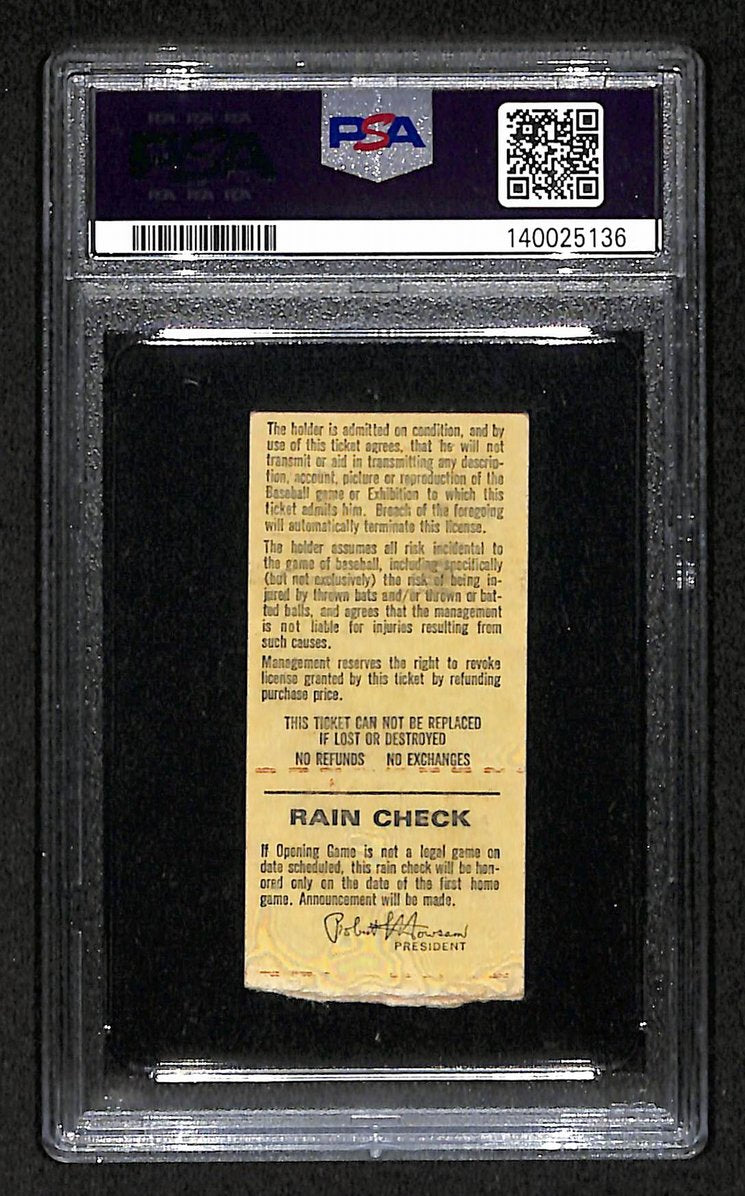 PSA
140025136
The holder is admitted on condition, and by
use of this ticket agrees, that he will not
transmit or aid in transmitting any descrip-
tion, account, picture or reproduction of the
Baseball game or Exhibition to which this
ticket admits him. Breach of the foregoing
will automatically terminate this license.
The holder assumes all risk incidental to
the game of baseball, including specifically
(but not exclusively) the risk of being in-
jured by thrown bats and/or thrown or bat-
ted balls, and agrees that the management
is not liable for injuries resulting from
such causes.
Management reserves the right to revoke
license granted by this ticket by refunding
purchase price.
THIS TICKET CAN NOT BE REPLACED
IF LOST OR DESTROYED
NO REFUNDS NO EXCHANGES
RAIN CHECK
If Opening Game is not a legal game on
date scheduled, this rain check will be hon-
ored only on the date of the first home
game. Announcement will be made.
PRESIDENT